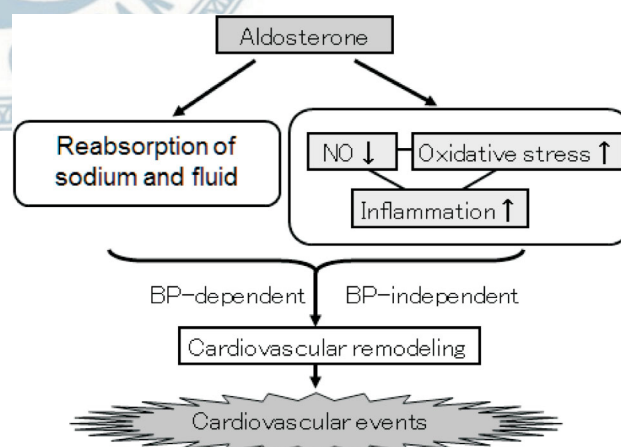 Aldosterone
Reabsorption of
sodium and fluid
NO ↓
Oxidative stress ↑
Inflammation ↑
BP-dependent
BP-independent
Cardiovascular remodeling
Cardiovascular events